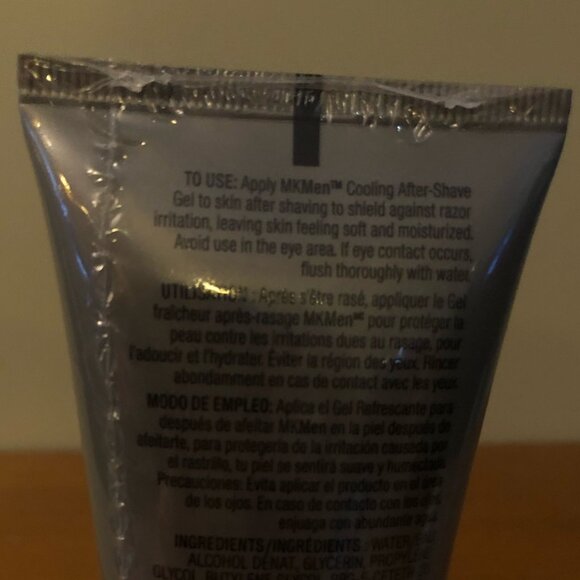 TO USE: Apply MKMen™ Cooling After-Shave
Gel to skin after shaving to shield against razor
irritation, leaving skin feeling soft and moisturized.
Avoid use in the eye area. If eye contact occurs,
flush thoroughly with water.
UTILISATION : Après s'être rasé, appliquer le Gel
fraîcheur après-rasage MKMen pour protéger la
peau contre les irritations dues au rasage, pour
l'adoucir et l'hydrater. Éviter la région des yeux. Rincer
abondamment en cas de contact avec les yeux.
MODO DE EMPLEO: Aplica el Gel Refrescante para
después de afeitar MKMen en la piel después de
afeitarte, para protegerla de la irritación causada por
el rastrillo, tu piel se sentirá suave y humectada.
Precauciones: Evita aplicar el producto en el área
de los ojos. En caso de contacto con los ojos,
enjuaga con abundante agua.
INGREDIENTS/INGRÉDIENTS: WATER/EAU,
ALCOHOL DENAT., GLYCERIN, PROPYLENE
GLYCOL, BUTYLENE GLYCOL